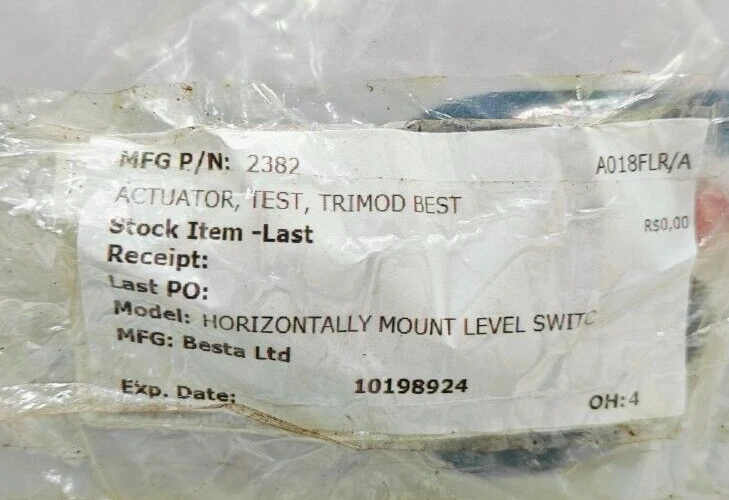 MFG P/N: 2382 A018FLR/A
ACTUATOR, TEST, TRIMOD BEST
Stock Item -Last R$0,00
Receipt:
Last PO:
Model: HORIZONTALLY MOUNT LEVEL SWITC
MFG: Besta Ltd
Exp. Date: 10198924 OH:4